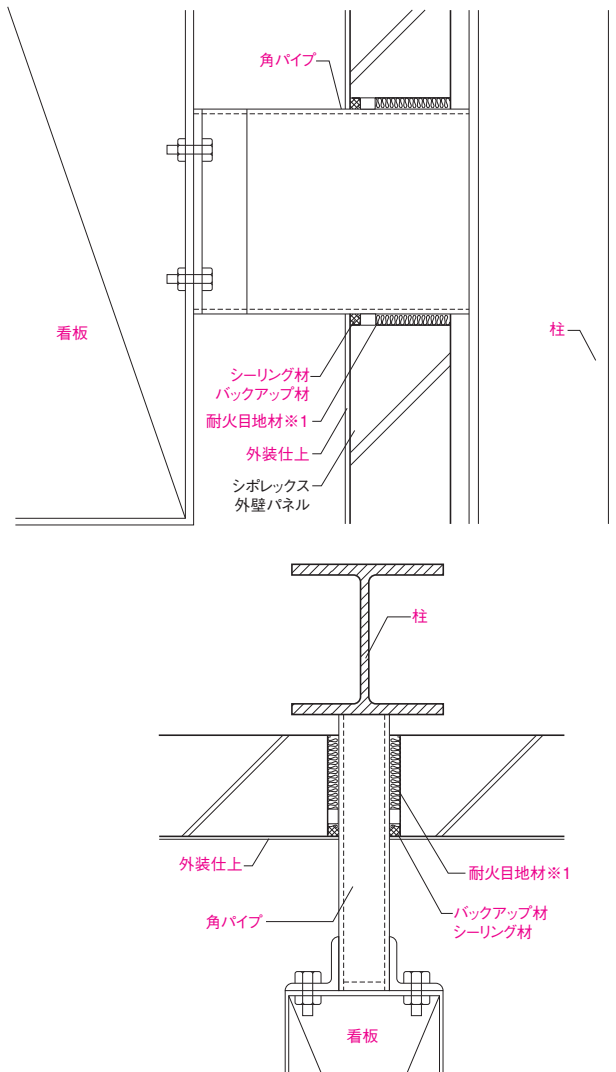 角パイプ
看板
柱
シーリング材
バックアップ材
耐火目地材※1
外装仕上
シポレックス
外壁パネル
柱
外装仕上
耐火目地材※1
角パイプ
バックアップ材
シーリング材
看板